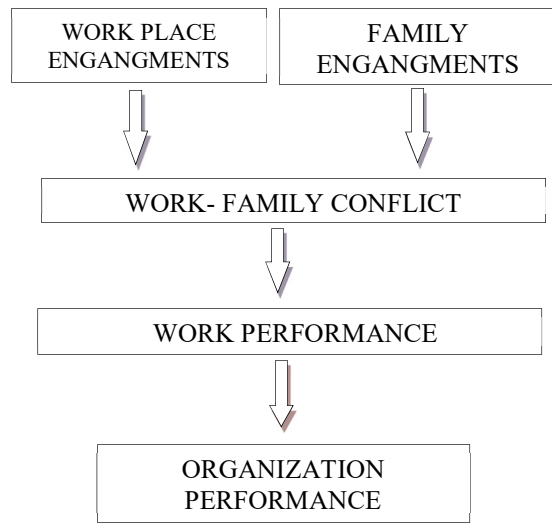 WORK PLACE
ENGANGMENTS
FAMILY
ENGANGMENTS
WORK- FAMILY CONFLICT
WORK PERFORMANCE
ORGANIZATION
PERFORMANCE